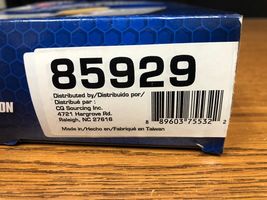 85929
Distributed by/Distribuido por/
Distribué par :
CQ Sourcing Inc.
4721 Hargrove Rd.
Raleigh, NC 27616
Made in/Hecho en/Fabriqué en Taiwan
8 89603 75532 2
ON